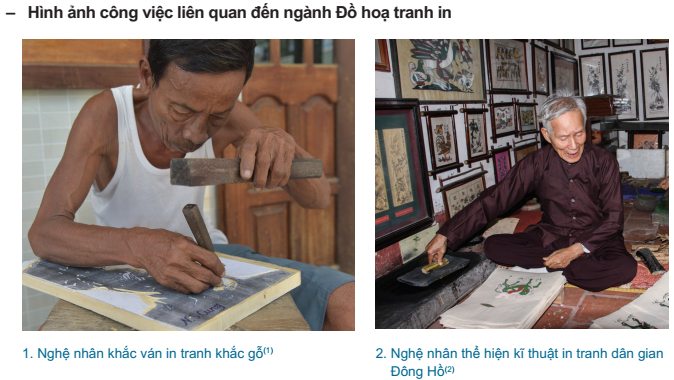 – Hình ảnh công việc liên quan đến ngành Đồ hoạ tranh in
1. Nghệ nhân khắc ván in tranh khắc gỗ(1)
2. Nghệ nhân thể hiện kĩ thuật in tranh dân gian
Đông Hồ(2)